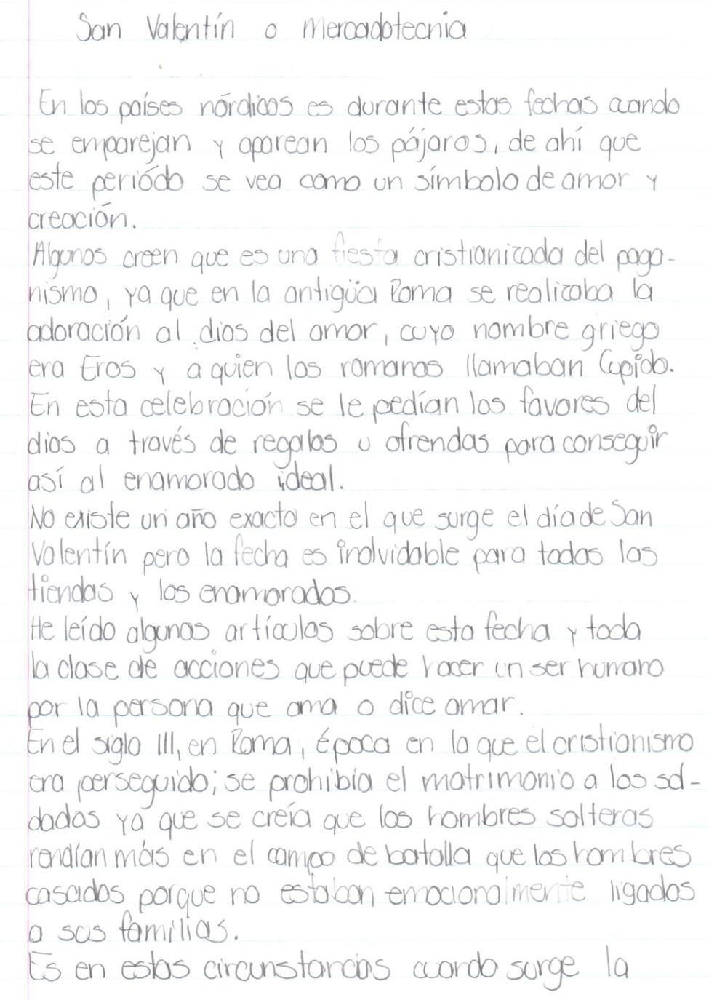 San Valentín o Mercadotecnia
En los países nórdicos es durante estas fechas cuando
se emparejan y aparean los pájaros, de ahí que
este periódo se vea como un símbolo de amor y
creación.
Algunos creen que es una fiesta cristianizada del paga-
nismo, ya que en la antigüa Roma se realizaba la
adoración al dios del amor, cuyo nombre griego
era Eros y a quien los romanos llamaban Cupido.
En esta celebración se le pedían los favores del
dios a través de regalos u ofrendas para conseguir
así al enamorado ideal.
No existe un año exacto en el que surge el día de San
Valentín pero la fecha es inolvidable para todas las
tiendas y los enamorados.
He leído algunos artículos sobre esta fecha y toda
la clase de acciones que puede hacer un ser humano
por la persona que ama o dice amar.
En el siglo III, en Roma, época en la que el cristianismo
era perseguido; se prohibía el matrimonio a los sol-
dados ya que se creía que los hombres solteros
rendían más en el campo de batalla que los hombres
casados porque no estaban emocionalmente ligados
a sus familias.
Es en estas circunstancias cuando surge la